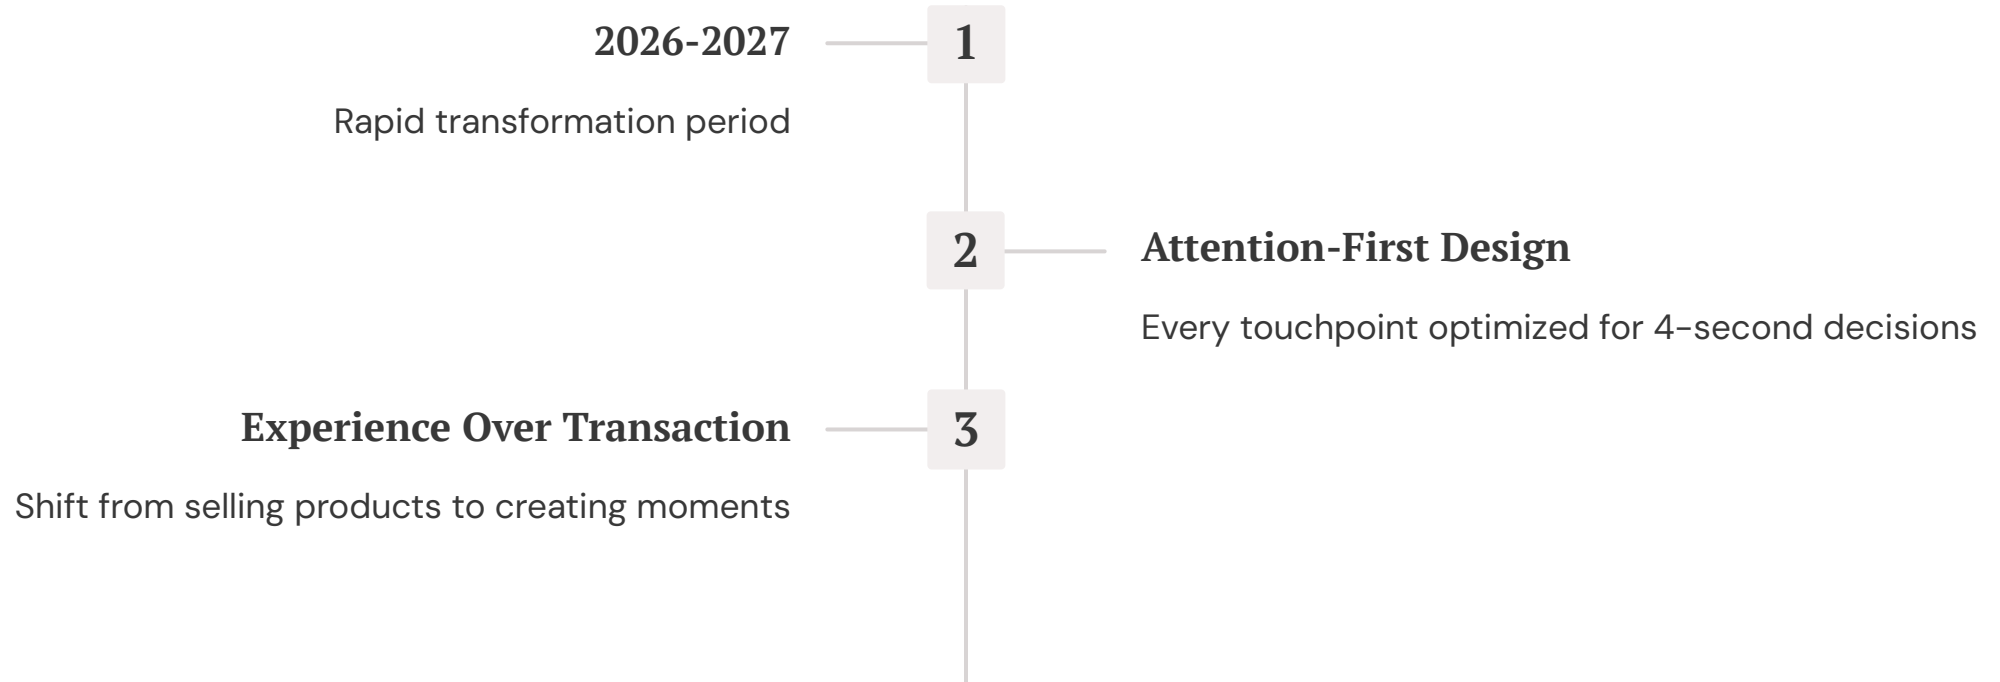 2026-2027
1
Rapid transformation period
2
Attention-First Design
Every touchpoint optimized for 4-second decisions
Experience Over Transaction
3
Shift from selling products to creating moments